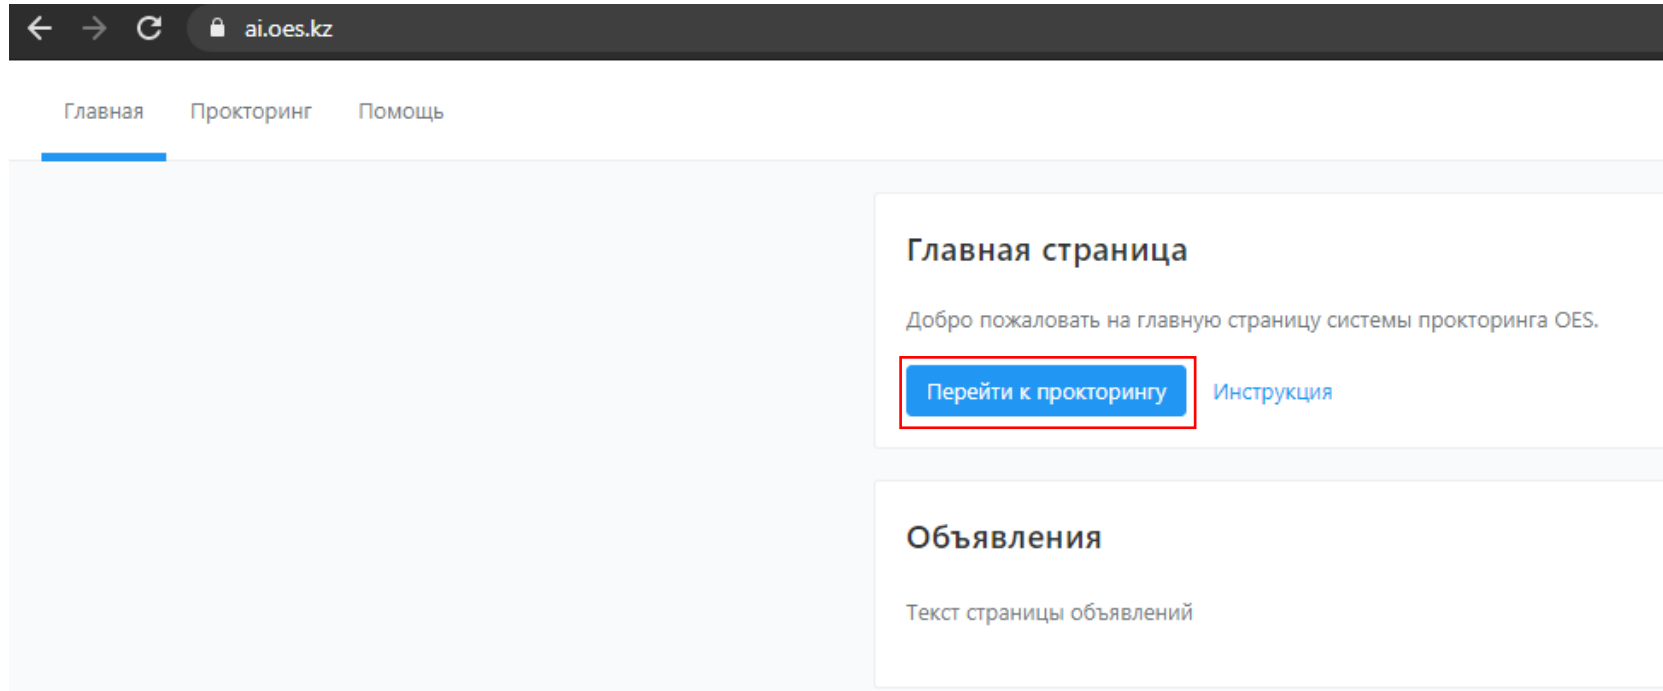 ai.oes.kz
Главная Прокторинг Помощь
Главная страница
Добро пожаловать на главную страницу системы прокторинга OES.
Перейти к прокторингу Инструкция
Объявления
Текст страницы объявлений